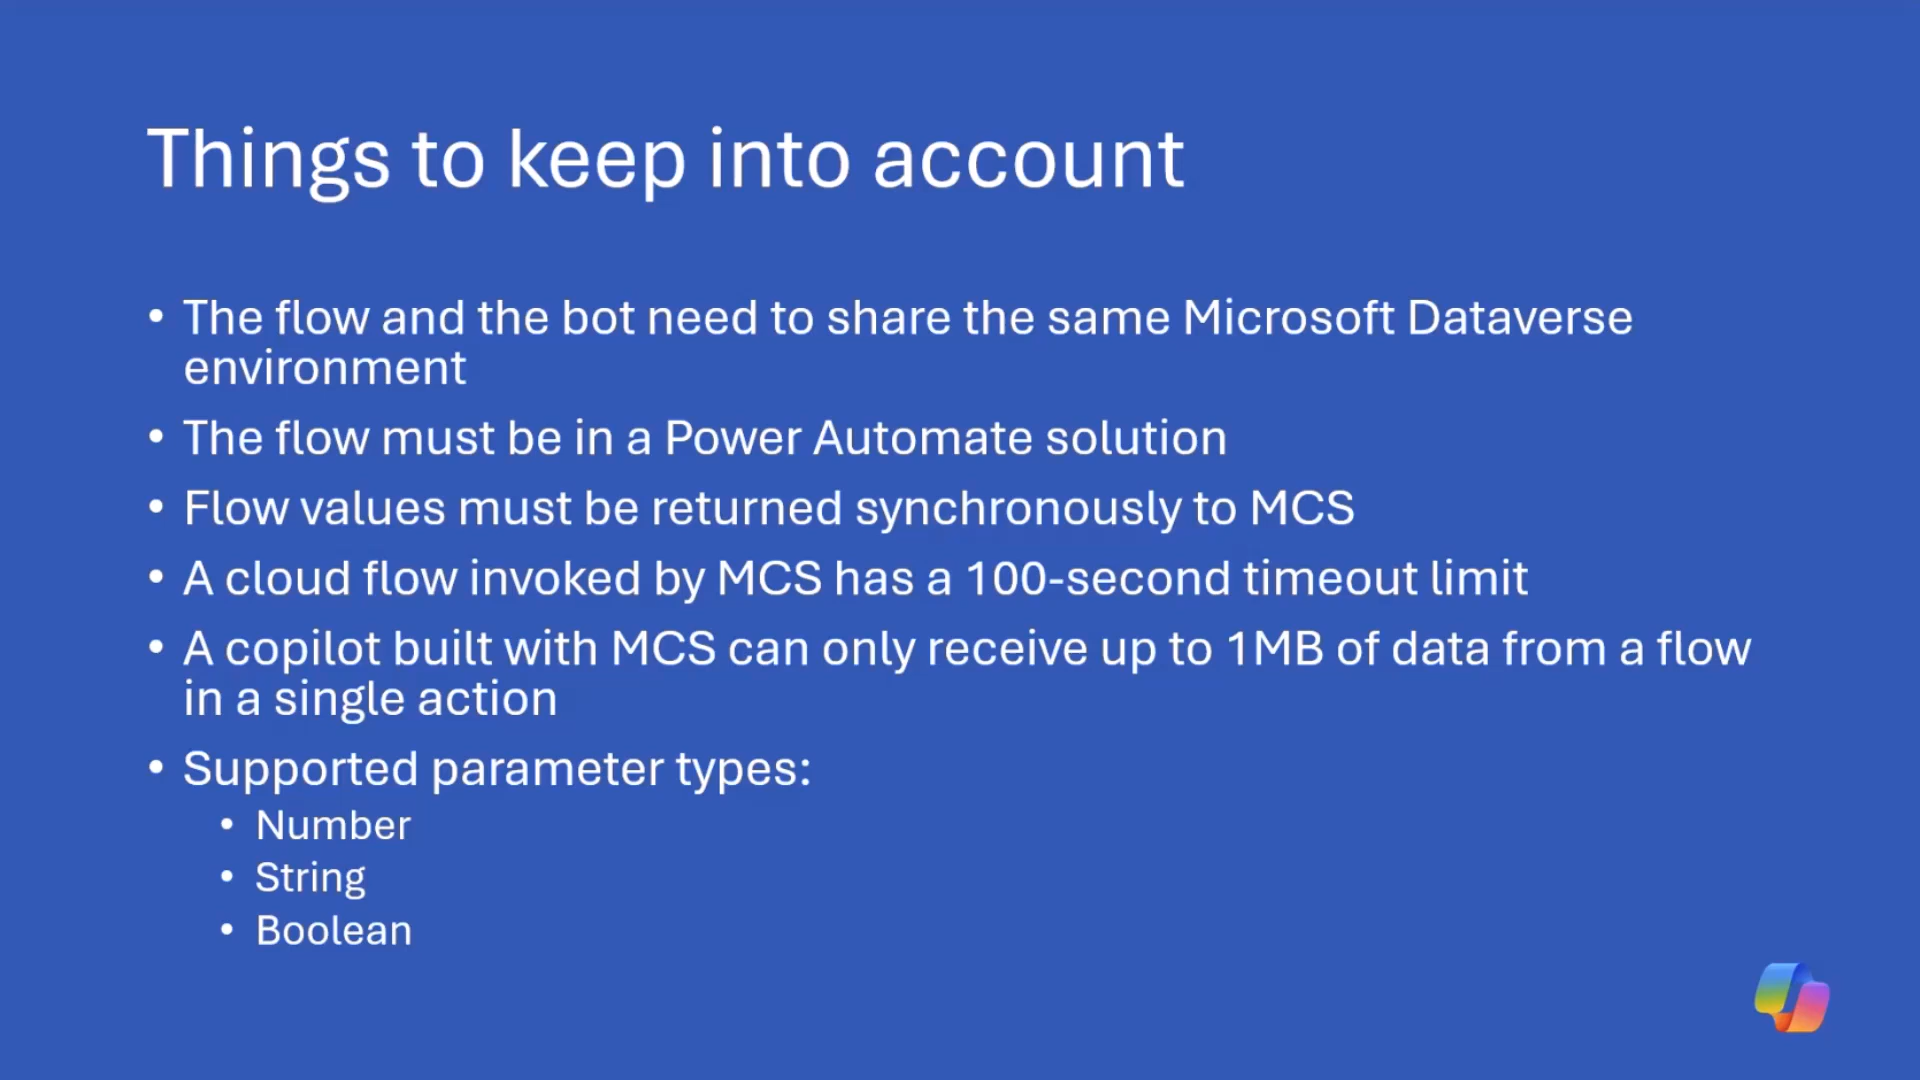 Things to keep into account
• The flow and the bot need to share the same Microsoft Dataverse
environment
• The flow must be in a Power Automate solution
• Flow values must be returned synchronously to MCS
• A cloud flow invoked by MCS has a 100-second timeout limit
• A copilot built with MCS can only receive up to 1MB of data from a flow
in a single action
• Supported parameter types:
• Number
• String
• Boolean